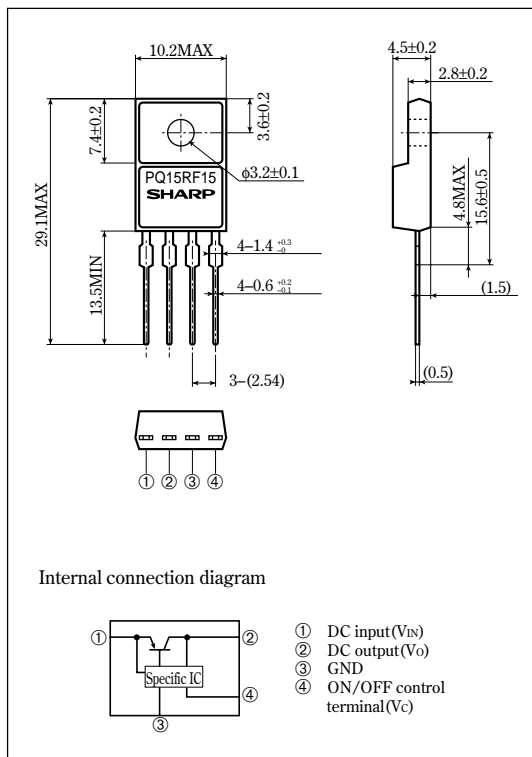 10.2MAX
4.5±0.2
2.8±0.2
7.4±0.2
3.6±0.2
29.1MAX
PQ15RF15
SHARP
ϕ3.2±0.1
4.8MAX
15.6±0.5
13.5MIN
4–1.4 +0.3 –0
4–0.6 +0.2 –0.1
(1.5)
3–(2.54)
(0.5)
① ② ③ ④
Internal connection diagram
①
②
Specific IC
④
③
① DC input(VIN)
② DC output(VO)
③ GND
④ ON/OFF control
terminal(VC)